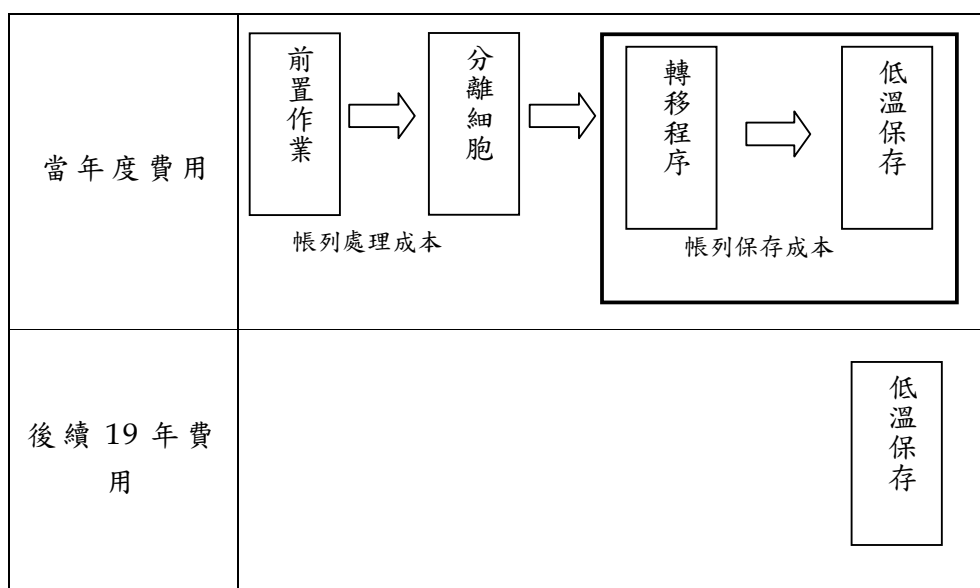 當年度費用
前置作業
分離細胞
轉移程序
低溫保存
帳列處理成本
帳列保存成本
後續 19 年費
用
低溫保存